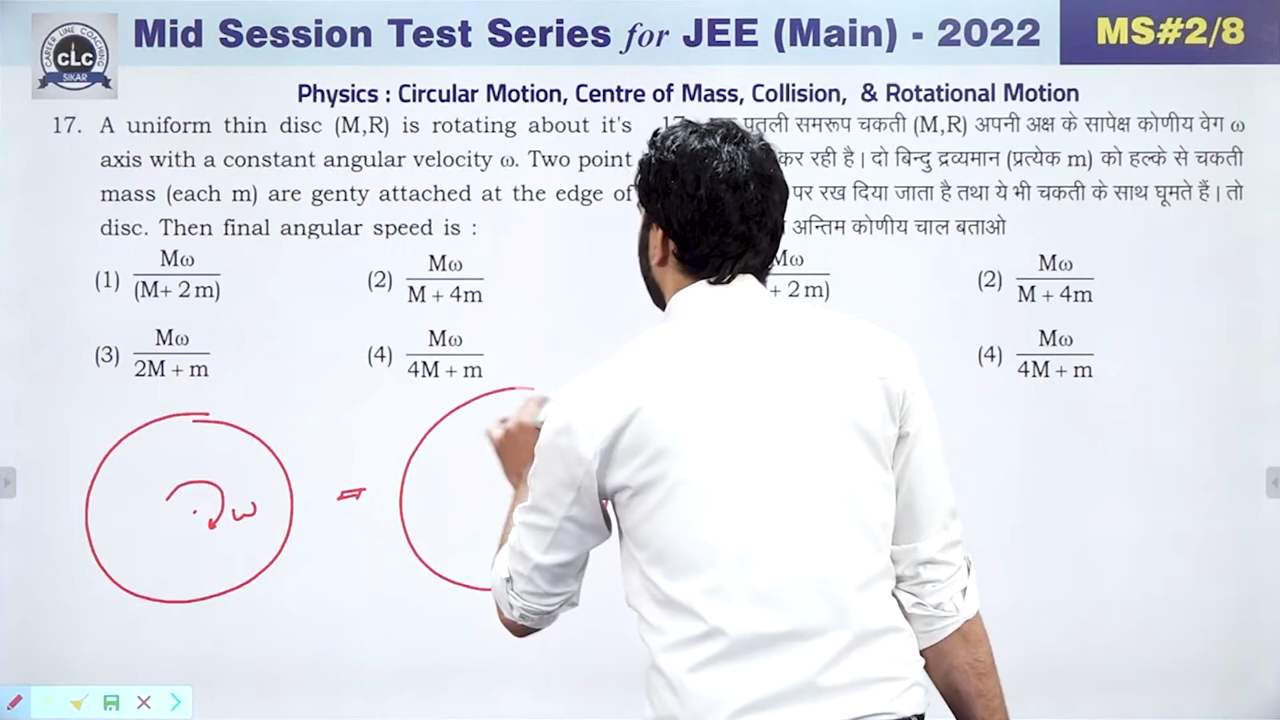 CAREER LINE COACHING
CLC
SIKAR
Mid Session Test Series for JEE (Main) - 2022
MS#2/8
Physics : Circular Motion, Centre of Mass, Collision, & Rotational Motion
17. A uniform thin disc (M,R) is rotating about it's
axis with a constant angular velocity ω. Two point
mass (each m) are genty attached at the edge of
disc. Then final angular speed is :
(1) Mω/(M+ 2m)
(2) Mω/M + 4m
(3) Mω/2M + m
(4) Mω/4M + m
पतली समरूप चकती (M,R) अपनी अक्ष के सापेक्ष कोणीय वेग ω
कर रही है। दो बिन्दु द्रव्यमान (प्रत्येक m) को हल्के से चकती
पर रख दिया जाता है तथा ये भी चकती के साथ घूमते हैं। तो
अन्तिम कोणीय चाल बताओ
Mω/+ 2m)
(2) Mω/M + 4m
(4) Mω/4M + m
ω =